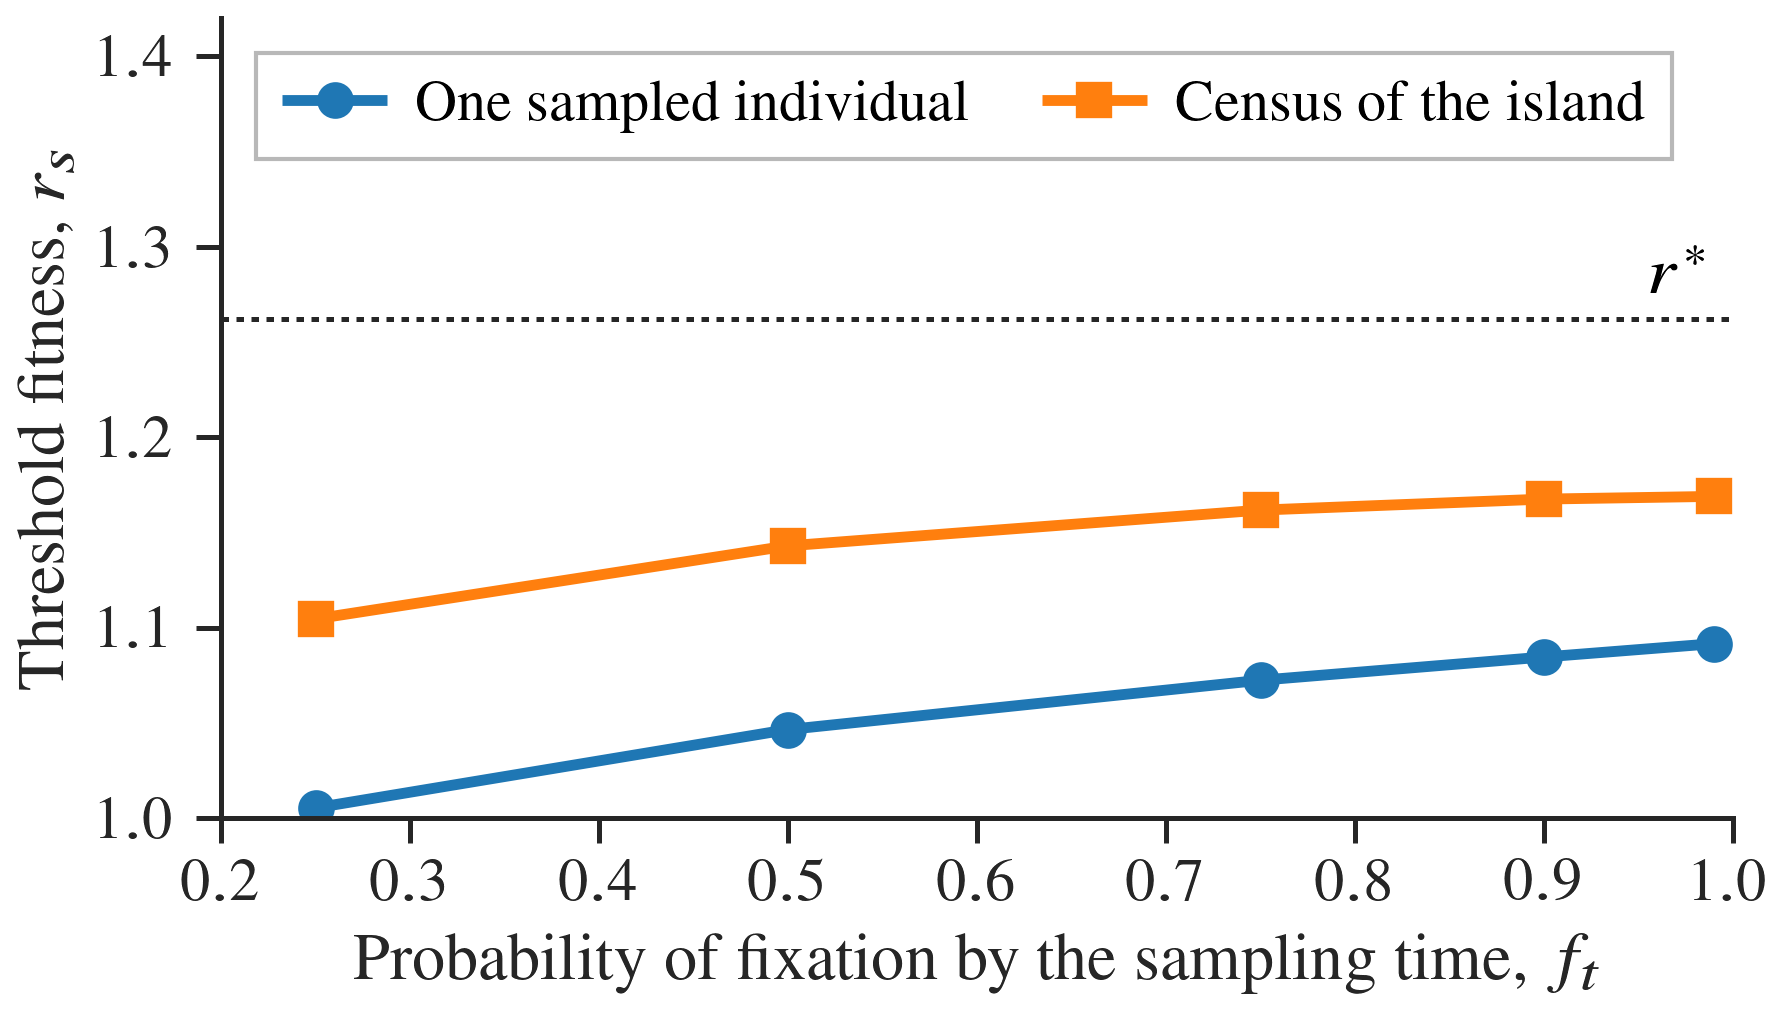 One sampled individual
Census of the island
Threshold fitness, r_s
1.4
1.3
1.2
1.1
1.0
r*
0.2 0.3 0.4 0.5 0.6 0.7 0.8 0.9 1.0
Probability of fixation by the sampling time, f_t